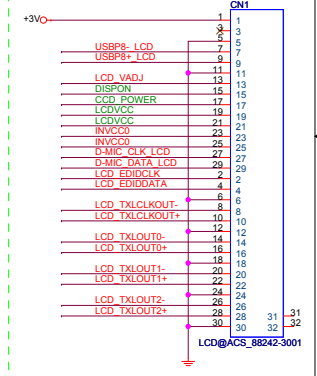 CN1
+3V 1 1
3 3
5 5
USBP8-_LCD 7 7
USBP8+_LCD 9 9
11 11
LCD_VADJ 13 13
DISPON 15 15
CCD_POWER 17 17
LCDVCC 19 19
LCDVCC 21 21
INVCC0 23 23
INVCC0 25 25
D-MIC_CLK_LCD 27 27
D-MIC_DATA_LCD 29 29
LCD_EDIDCLK 2 2
LCD_EDIDDATA 4 4
6 6
LCD_TXLCLKOUT- 8 8
LCD_TXLCLKOUT+ 10 10
12 12
LCD_TXLOUT0- 14 14
LCD_TXLOUT0+ 16 16
18 18
LCD_TXLOUT1- 20 20
LCD_TXLOUT1+ 22 22
24 24
LCD_TXLOUT2- 26 26
LCD_TXLOUT2+ 28 28 31 31
30 30 32 32
LCD@ACS_88242-3001